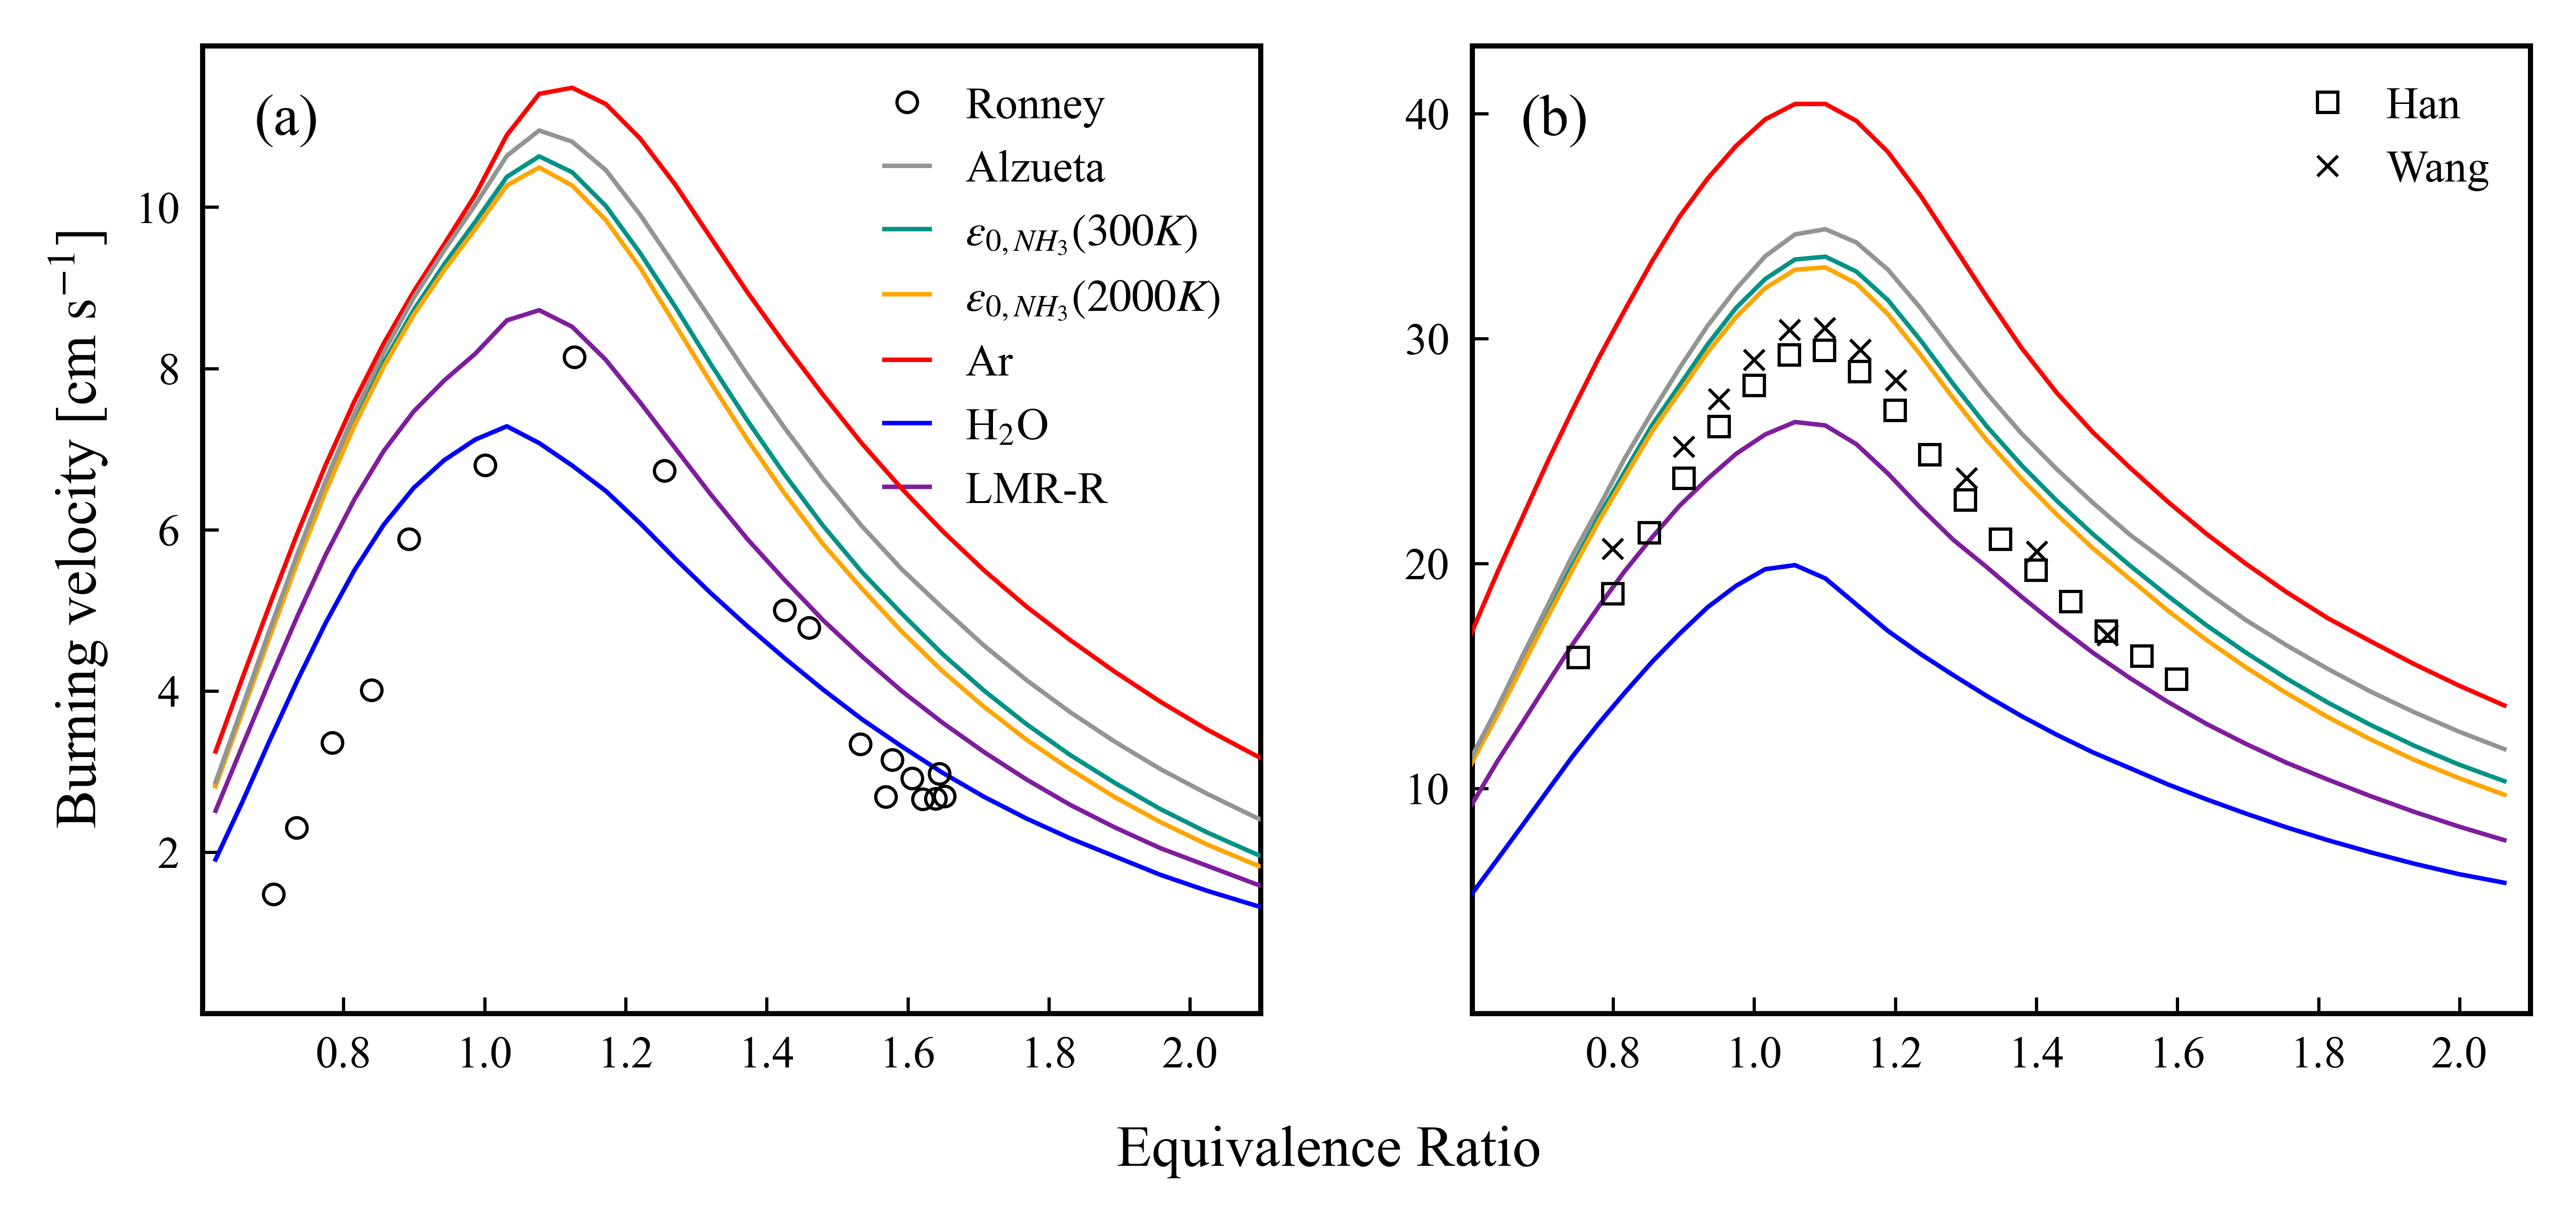 (a)
Ronney
Alzueta
ε0,NH3(300K)
ε0,NH3(2000K)
Ar
H2O
LMR-R
10
8
6
4
2
0.8 1.0 1.2 1.4 1.6 1.8 2.0
Burning velocity [cm s−1]
(b)
Han
Wang
40
30
20
10
0.8 1.0 1.2 1.4 1.6 1.8 2.0
Equivalence Ratio